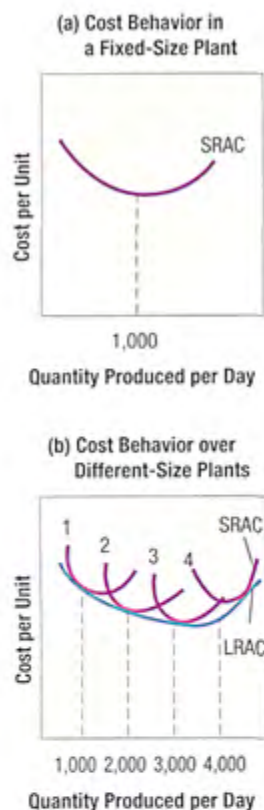 (a) Cost Behavior in
a Fixed-Size Plant
Cost per Unit
SRAC
1,000
Quantity Produced per Day
(b) Cost Behavior over
Different-Size Plants
Cost per Unit
1 2 3 4
SRAC
LRAC
1,000 2,000 3,000 4,000
Quantity Produced per Day